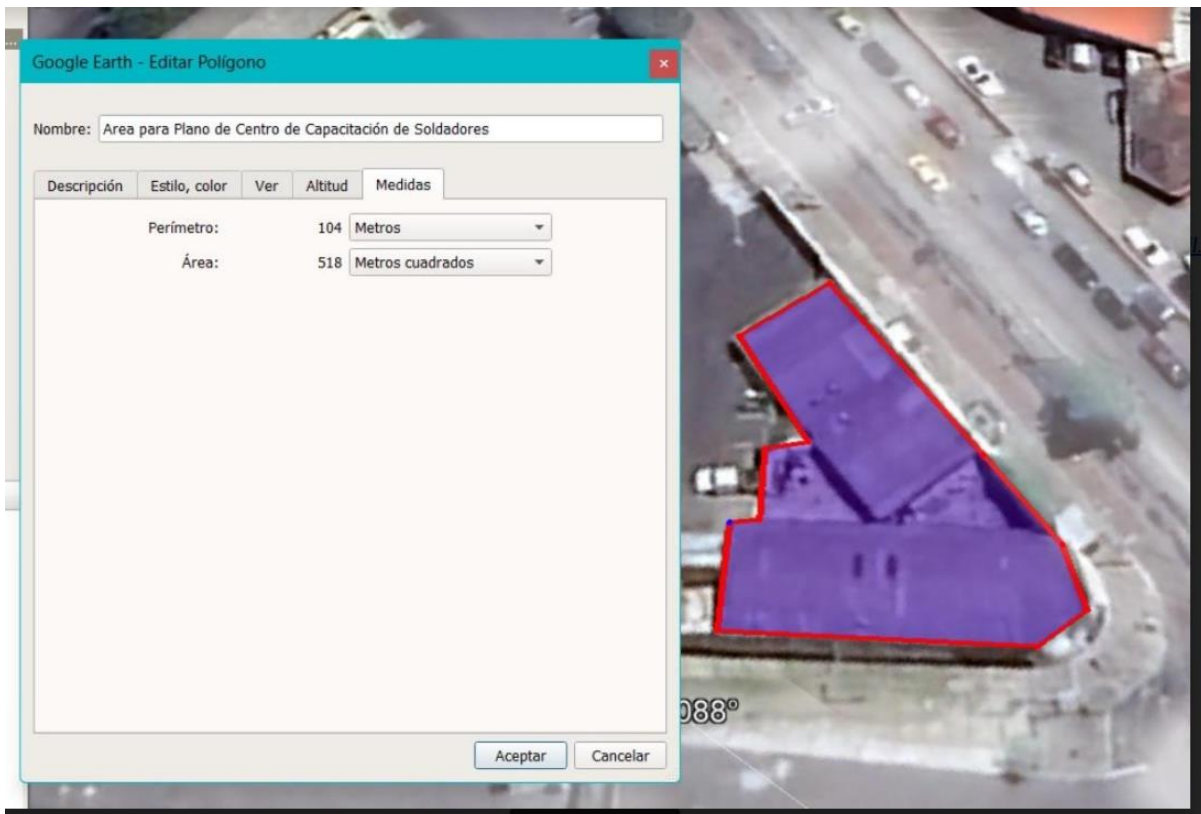 Google Earth - Editar Polígono
Nombre: Area para Plano de Centro de Capacitación de Soldadores
Descripción Estilo, color Ver Altitud Medidas
Perímetro: 104 Metros
Área: 518 Metros cuadrados
088°
Aceptar Cancelar